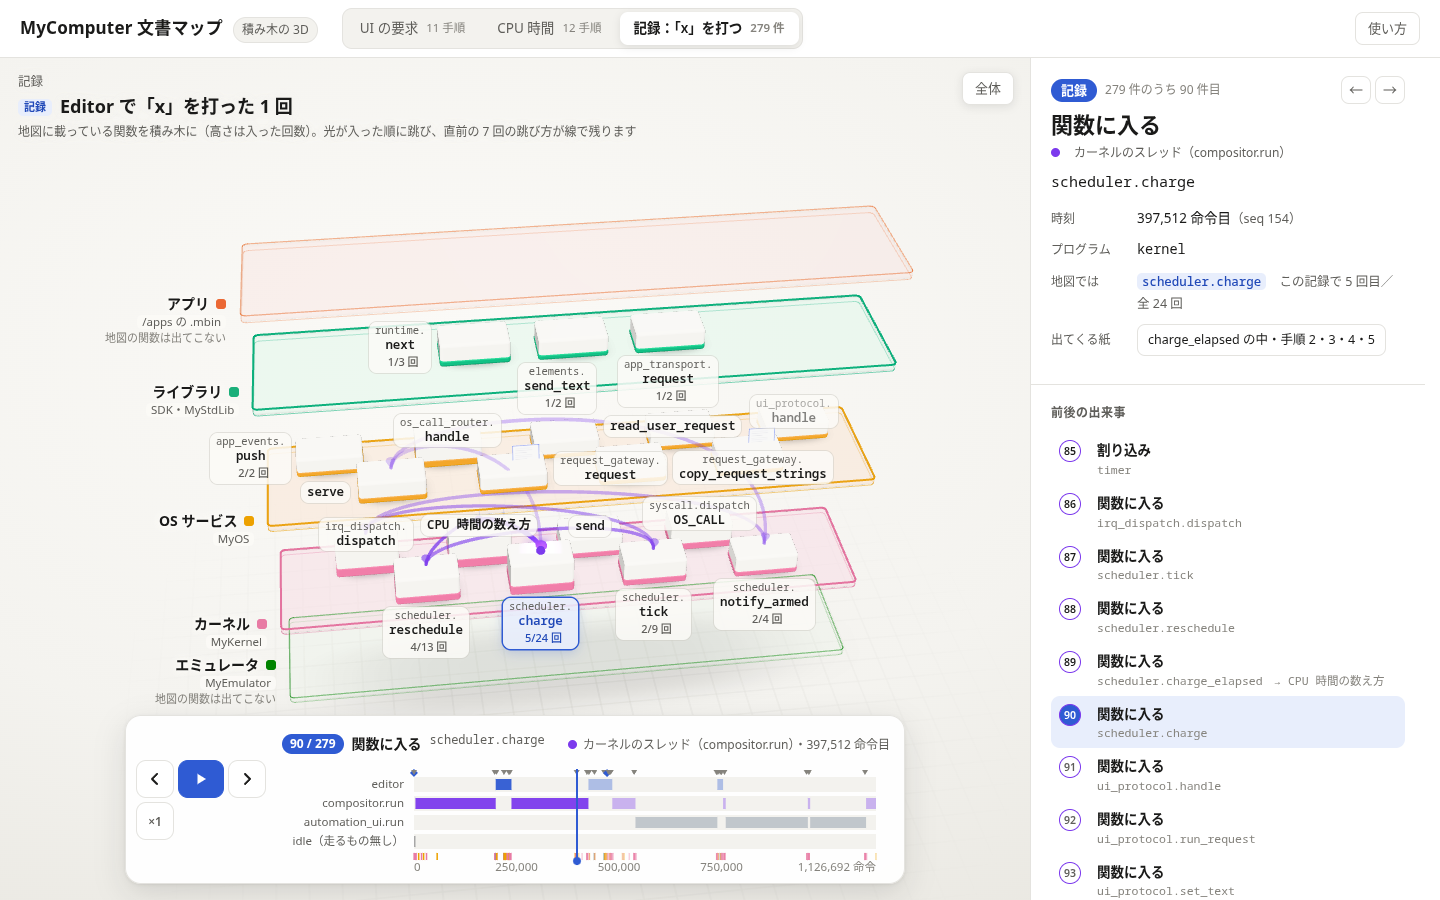 MyComputer 文書マップ
積み木の 3D
UI の要求 11 手順
CPU 時間 12 手順
記録：「x」を打つ 279 件
使い方
記録
記録 Editor で「x」を打った 1 回
地図に載っている関数を積み木に（高さは入った回数）。光が入った順に跳び、直前の 7 回の跳び方が線で残ります
全体
アプリ
/apps の .mbin
地図の関数は出てこない
ライブラリ
SDK・MyStdLib
OS サービス
MyOS
カーネル
MyKernel
エミュレータ
MyEmulator
地図の関数は出てこない
runtime.
next
1/3 回
elements.
send_text
1/2 回
app_transport.
request
1/2 回
ui_protocol.
handle
os_call_router.
handle
read_user_request
app_events.
push
2/2 回
serve
request_gateway.
request
request_gateway.
copy_request_strings
irq_dispatch.
dispatch
CPU 時間の数え方
send
syscall.dispatch
OS_CALL
scheduler.
reschedule
4/13 回
scheduler.
charge
5/24 回
scheduler.
tick
2/9 回
scheduler.
notify_armed
2/4 回
90 / 279 関数に入る scheduler.charge
カーネルのスレッド（compositor.run）・397,512 命令目
×1
editor
compositor.run
automation_ui.run
idle（走るもの無し）
0 250,000 500,000 750,000 1,126,692 命令
記録 279 件のうち 90 件目
← →
関数に入る
カーネルのスレッド（compositor.run）
scheduler.charge
時刻 397,512 命令目（seq 154）
プログラム kernel
地図では scheduler.charge この記録で 5 回目／
全 24 回
出てくる紙 charge_elapsed の中・手順 2・3・4・5
前後の出来事
85 割り込み
timer
86 関数に入る
irq_dispatch.dispatch
87 関数に入る
scheduler.tick
88 関数に入る
scheduler.reschedule
89 関数に入る
scheduler.charge_elapsed → CPU 時間の数え方
90 関数に入る
scheduler.charge
91 関数に入る
ui_protocol.handle
92 関数に入る
ui_protocol.run_request
93 関数に入る
ui_protocol.set_text